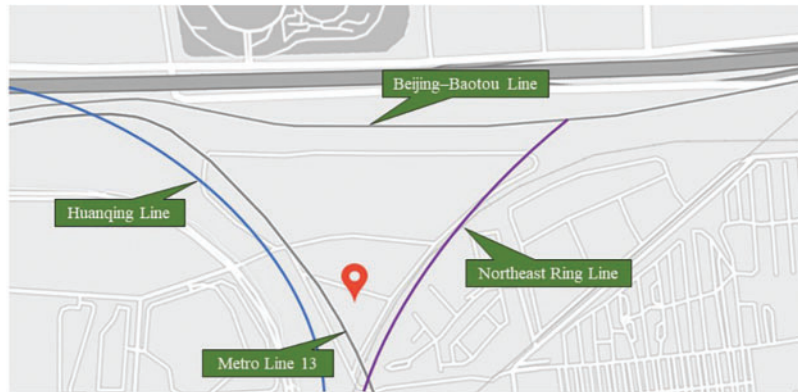 Beijing–Baotou Line
Huanqing Line
Northeast Ring Line
Metro Line 13